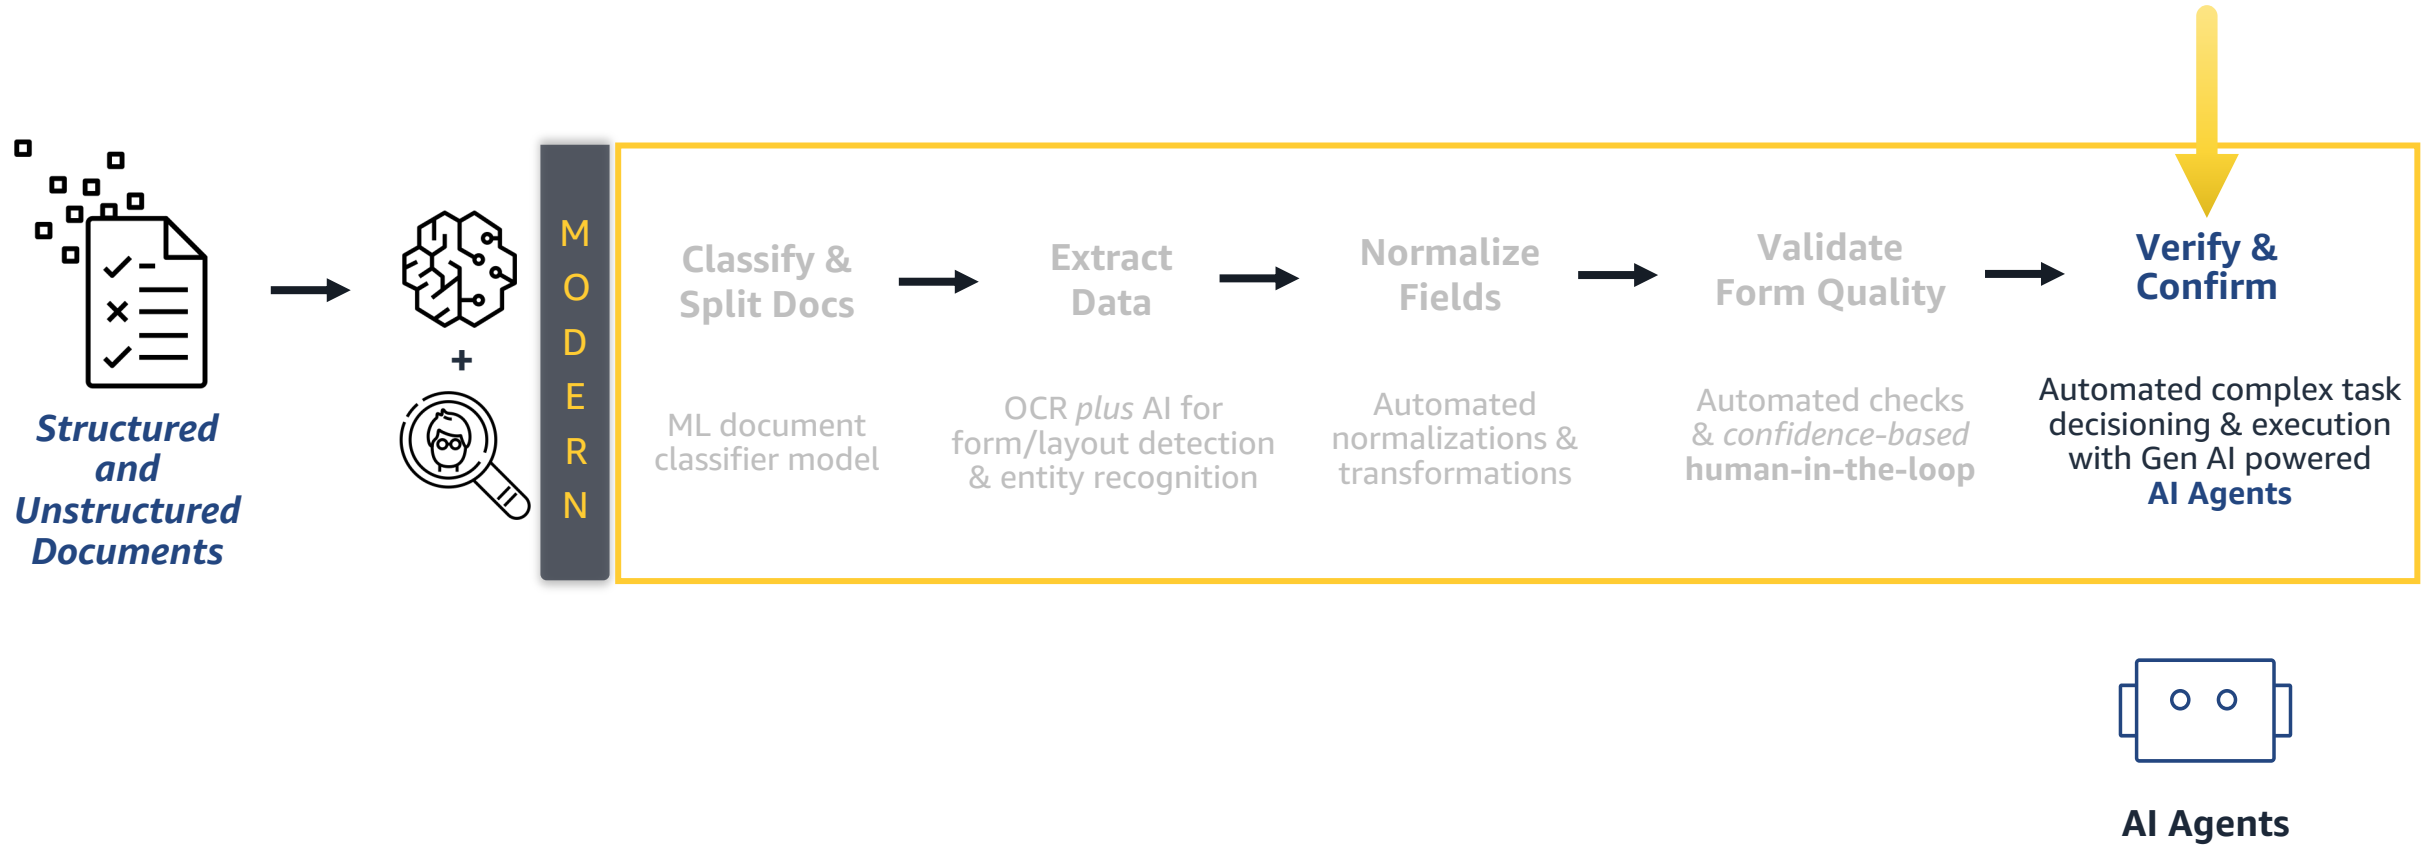 Structured
and
Unstructured
Documents
+
M
O
D
E
R
N
Classify &
Split Docs
ML document
classifier model
Extract
Data
OCR plus AI for
form/layout detection
& entity recognition
Normalize
Fields
Automated
normalizations &
transformations
Validate
Form Quality
Automated checks
& confidence-based
human-in-the-loop
Verify &
Confirm
Automated complex task
decisioning & execution
with Gen AI powered
AI Agents
AI Agents